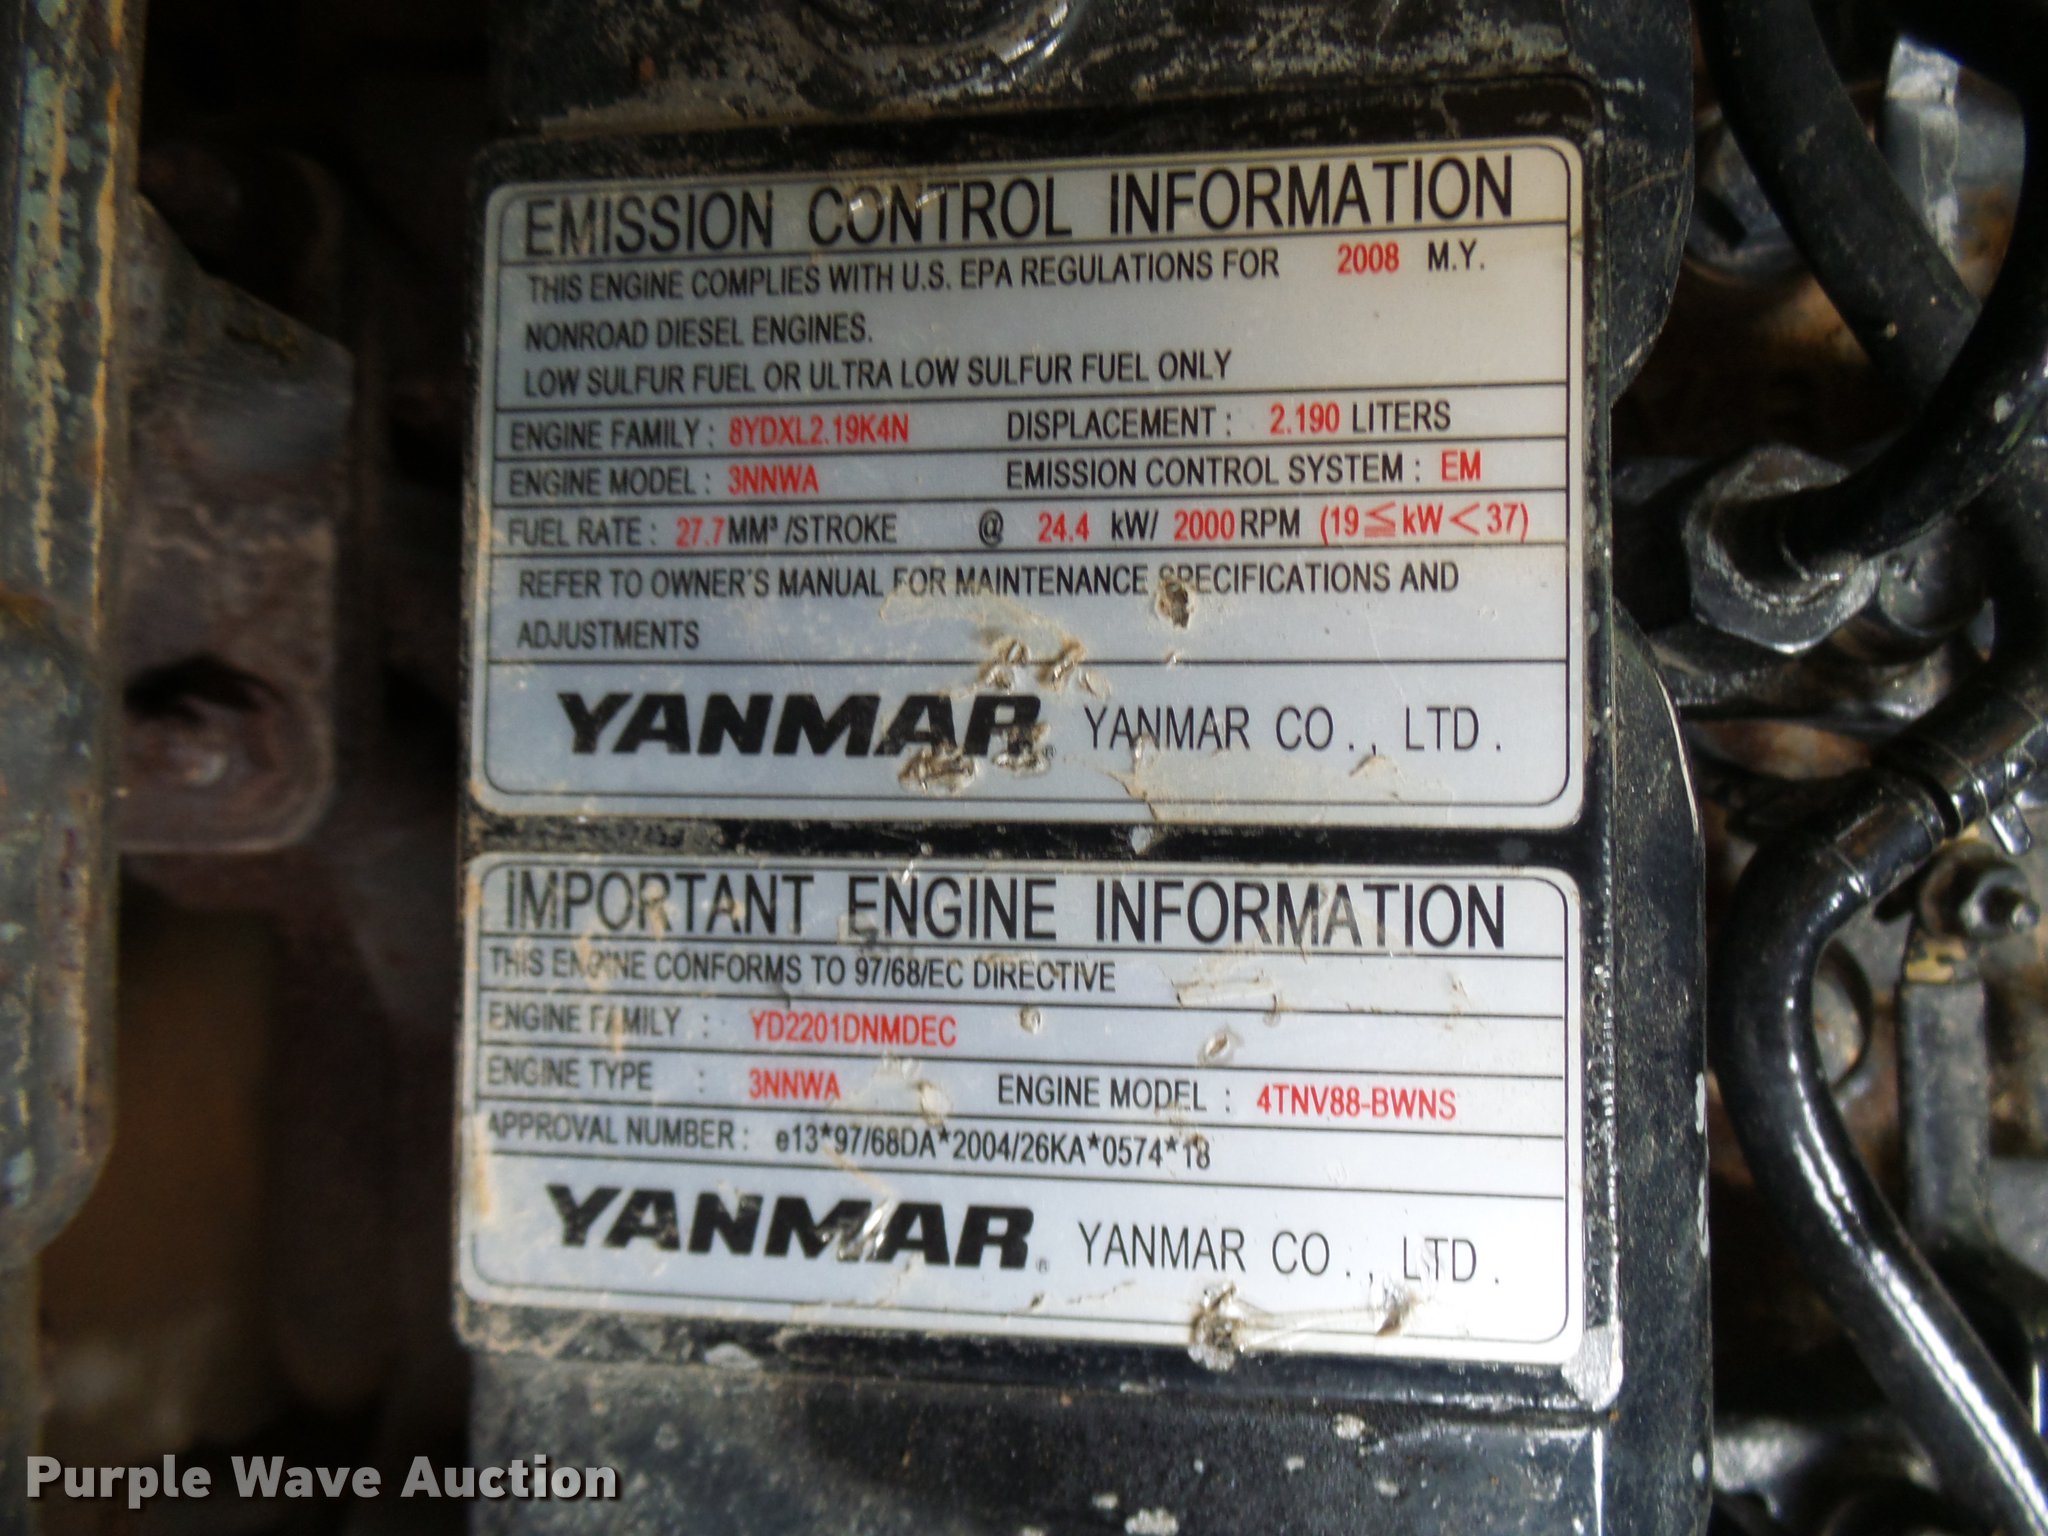 EMISSION CONTROL INFORMATION
THIS ENGINE COMPLIES WITH U.S. EPA REGULATIONS FOR 2008 M.Y.
NONROAD DIESEL ENGINES.
LOW SULFUR FUEL OR ULTRA LOW SULFUR FUEL ONLY
ENGINE FAMILY : 8YDXL2.19K4N DISPLACEMENT : 2.190 LITERS
ENGINE MODEL : 3NNWA EMISSION CONTROL SYSTEM : EM
FUEL RATE : 27.7 MM³ /STROKE @ 24.4 kW/ 2000 RPM (19≦kW<37)
REFER TO OWNER'S MANUAL FOR MAINTENANCE SPECIFICATIONS AND
ADJUSTMENTS
YANMAR® YANMAR CO., LTD.
IMPORTANT ENGINE INFORMATION
THIS ENGINE CONFORMS TO 97/68/EC DIRECTIVE
ENGINE FAMILY : YD2201DNMDEC
ENGINE TYPE : 3NNWA ENGINE MODEL : 4TNV88-BWNS
APPROVAL NUMBER : e13*97/68DA*2004/26KA*0574*18
YANMAR® YANMAR CO., LTD.
Purple Wave Auction